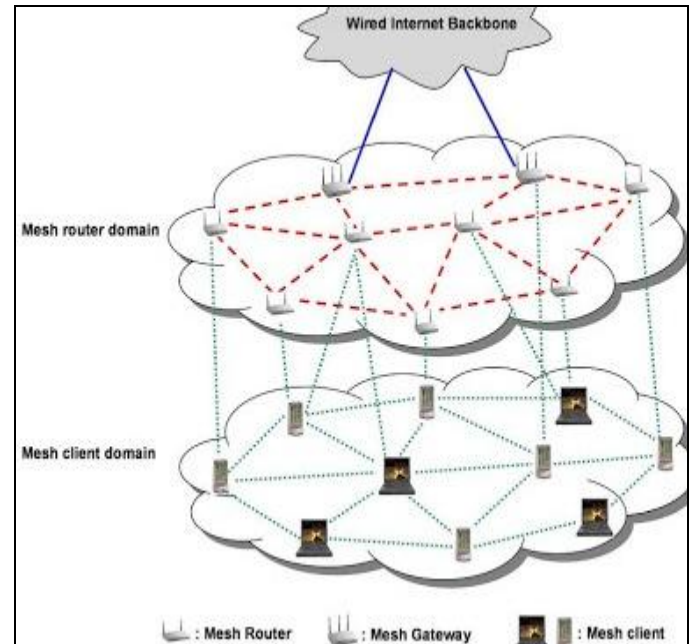 Wired Internet Backbone
Mesh router domain
Mesh client domain
: Mesh Router : Mesh Gateway : Mesh client